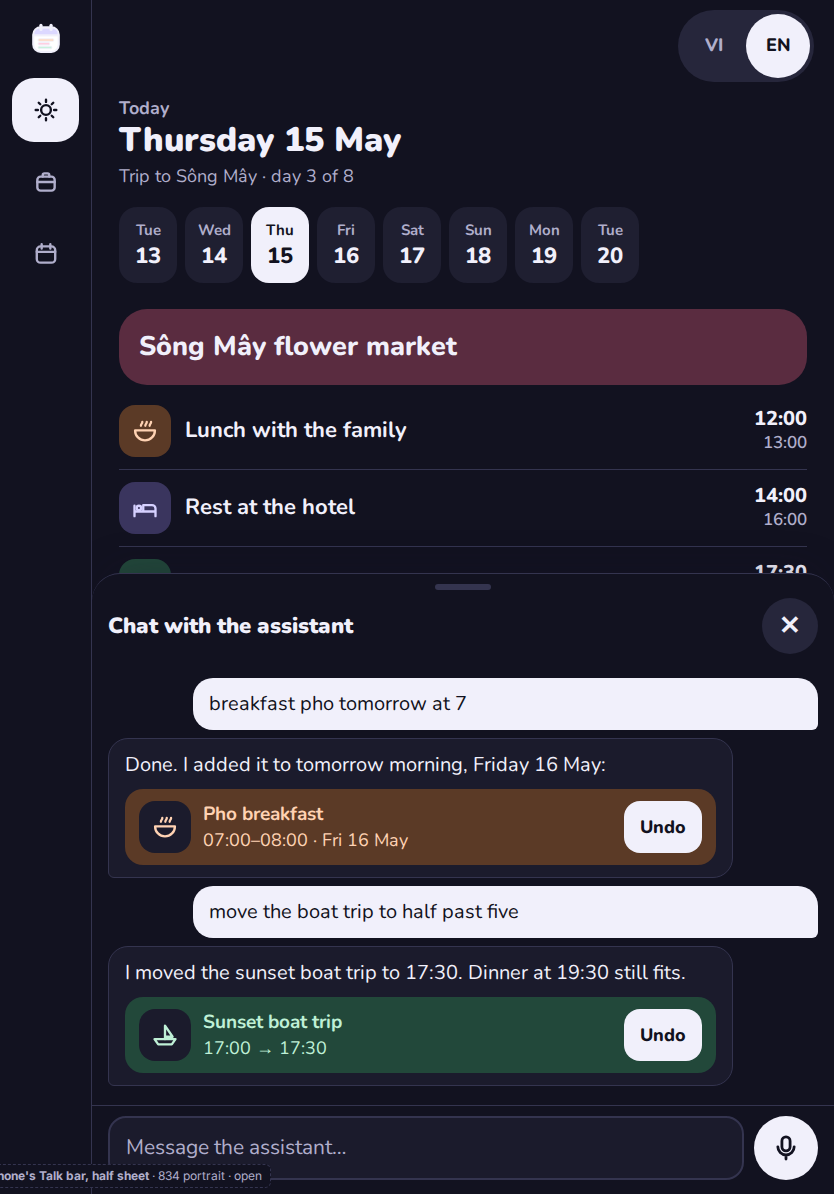 VI
EN
Today
Thursday 15 May
Trip to Sông Mây · day 3 of 8
Tue
13
Wed
14
Thu
15
Fri
16
Sat
17
Sun
18
Mon
19
Tue
20
Sông Mây flower market
Lunch with the family
12:00
13:00
Rest at the hotel
14:00
16:00
17:30
Chat with the assistant
breakfast pho tomorrow at 7
Done. I added it to tomorrow morning, Friday 16 May:
Pho breakfast
07:00–08:00 · Fri 16 May
Undo
move the boat trip to half past five
I moved the sunset boat trip to 17:30. Dinner at 19:30 still fits.
Sunset boat trip
17:00 → 17:30
Undo
Message the assistant...
Talk bar, half sheet · 834 portrait · open